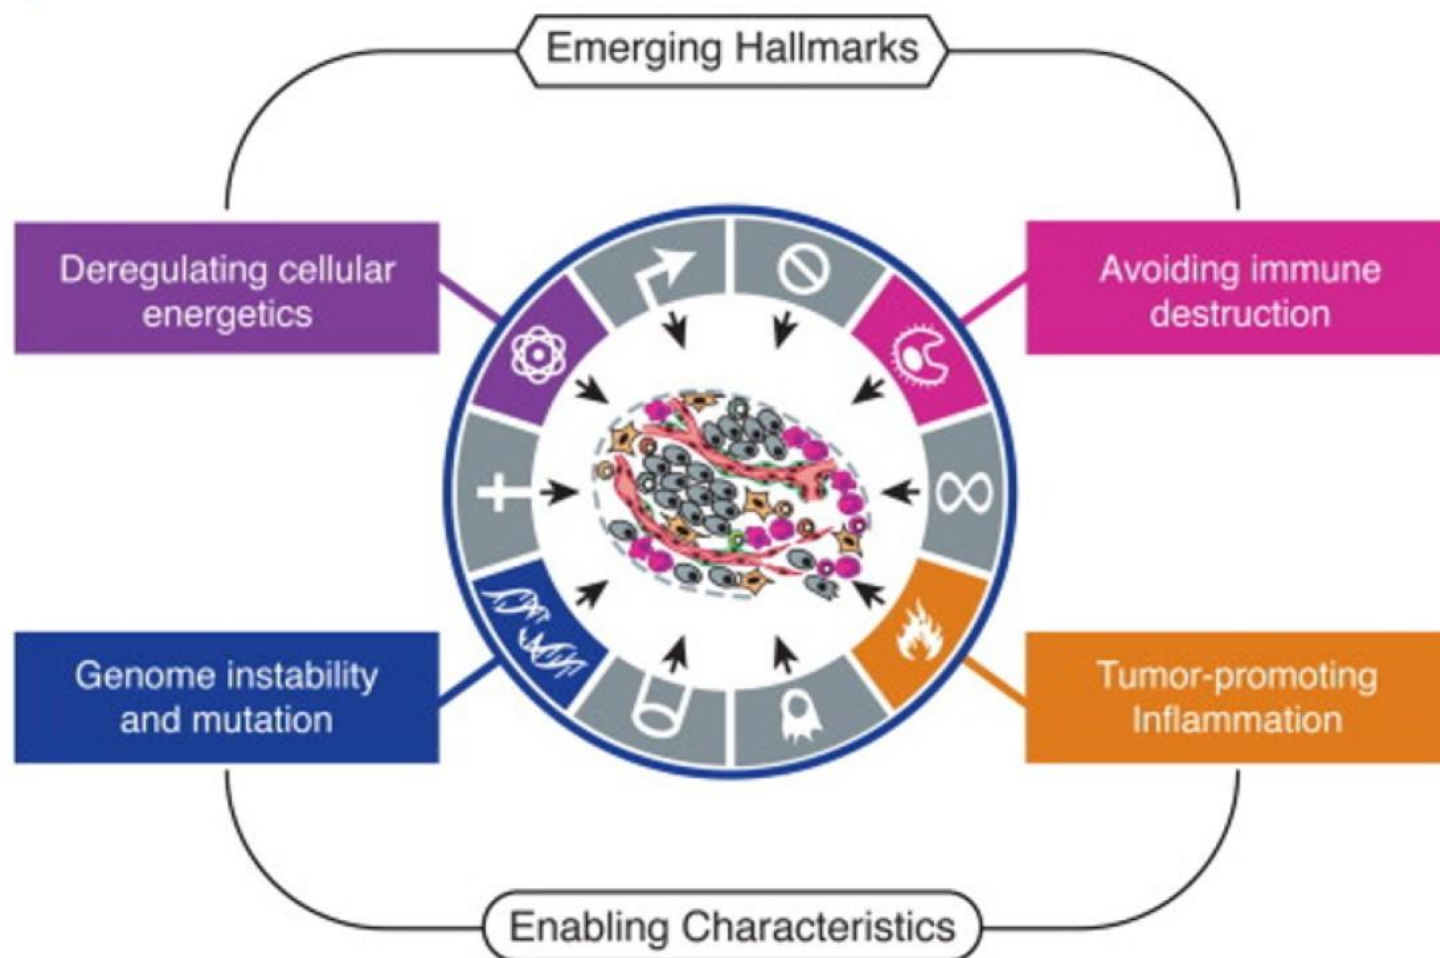 Emerging Hallmarks
Deregulating cellular
energetics
Avoiding immune
destruction
Genome instability
and mutation
Tumor-promoting
Inflammation
Enabling Characteristics